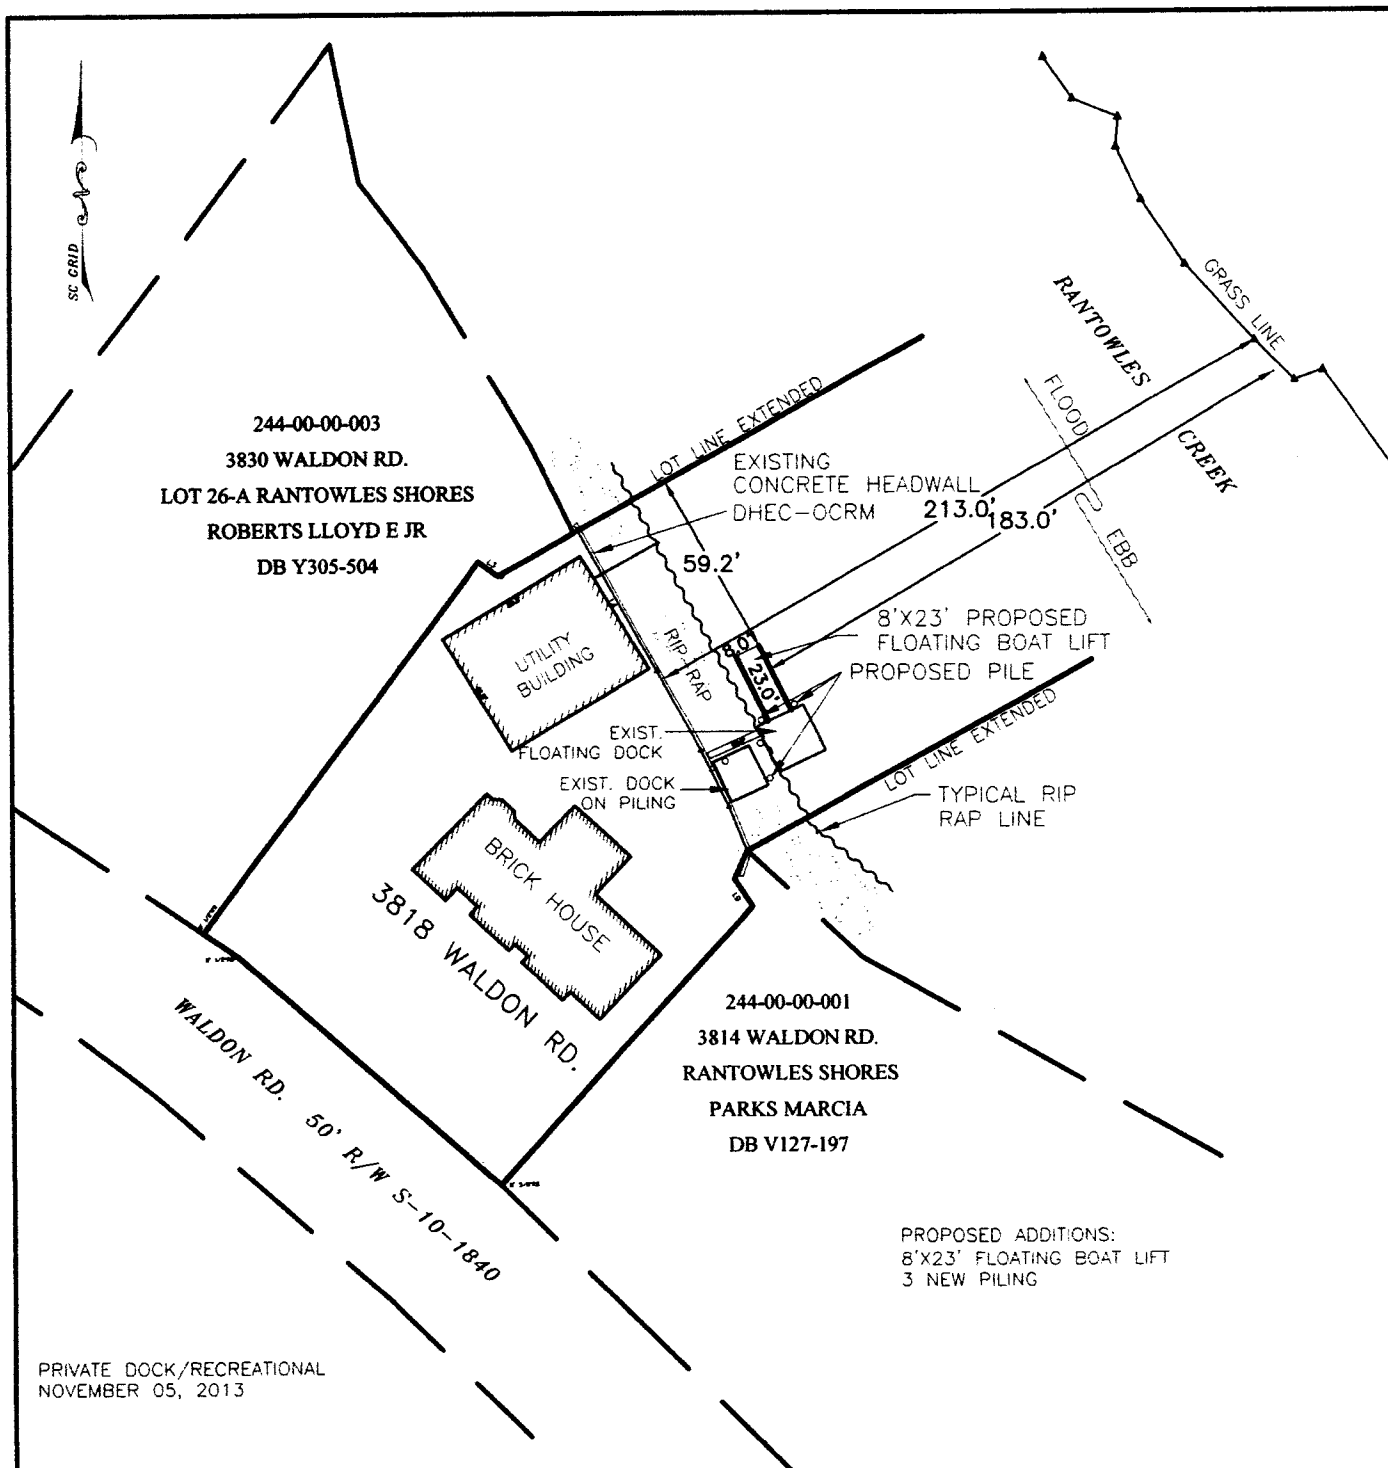 SC GRID
GRASS LINE
RANTOWLES
CREEK
FLOOD
EBB
LOT LINE EXTENDED
244-00-00-003
3830 WALDON RD.
LOT 26-A RANTOWLES SHORES
ROBERTS LLOYD E JR
DB Y305-504
EXISTING
CONCRETE HEADWALL
DHEC-OCRM
213.0'
183.0'
59.2'
8'X23' PROPOSED
FLOATING BOAT LIFT
PROPOSED PILE
8.0'
23.0'
RIP-RAP
UTILITY
BUILDING
EXIST.
FLOATING DOCK
EXIST. DOCK
ON PILING
LOT LINE EXTENDED
TYPICAL RIP
RAP LINE
BRICK HOUSE
3818 WALDON RD.
244-00-00-001
3814 WALDON RD.
RANTOWLES SHORES
PARKS MARCIA
DB V127-197
WALDON RD. 50' R/W S-10-1840
PROPOSED ADDITIONS:
8'X23' FLOATING BOAT LIFT
3 NEW PILING
PRIVATE DOCK/RECREATIONAL
NOVEMBER 05, 2013